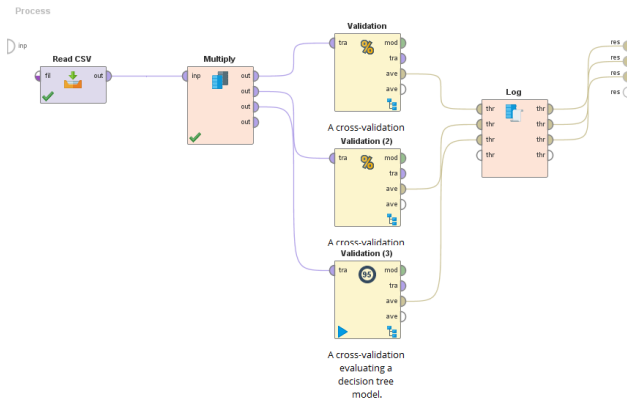 Process
inp
res
res
res
res
Read CSV
fil
out
Multiply
inp
out
out
out
out
Validation
tra
mod
tra
ave
ave
A cross-validation
Validation (2)
tra
mod
tra
ave
ave
A cross-validation
Validation (3)
tra
95
mod
tra
ave
ave
A cross-validation
evaluating a
decision tree
model.
Log
thr
thr
thr
thr
thr
thr
thr
thr